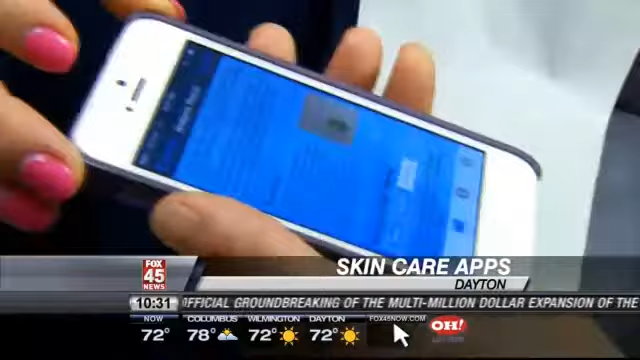 SKIN CARE APPS
DAYTON
FOX
45
NEWS
10:31
OFFICIAL GROUNDBREAKING OF THE MULTI-MILLION DOLLAR EXPANSION OF THE
NOW
COLUMBUS
WILMINGTON
DAYTON
FOX45NOW.COM
OH!
72°
78°
72°
72°